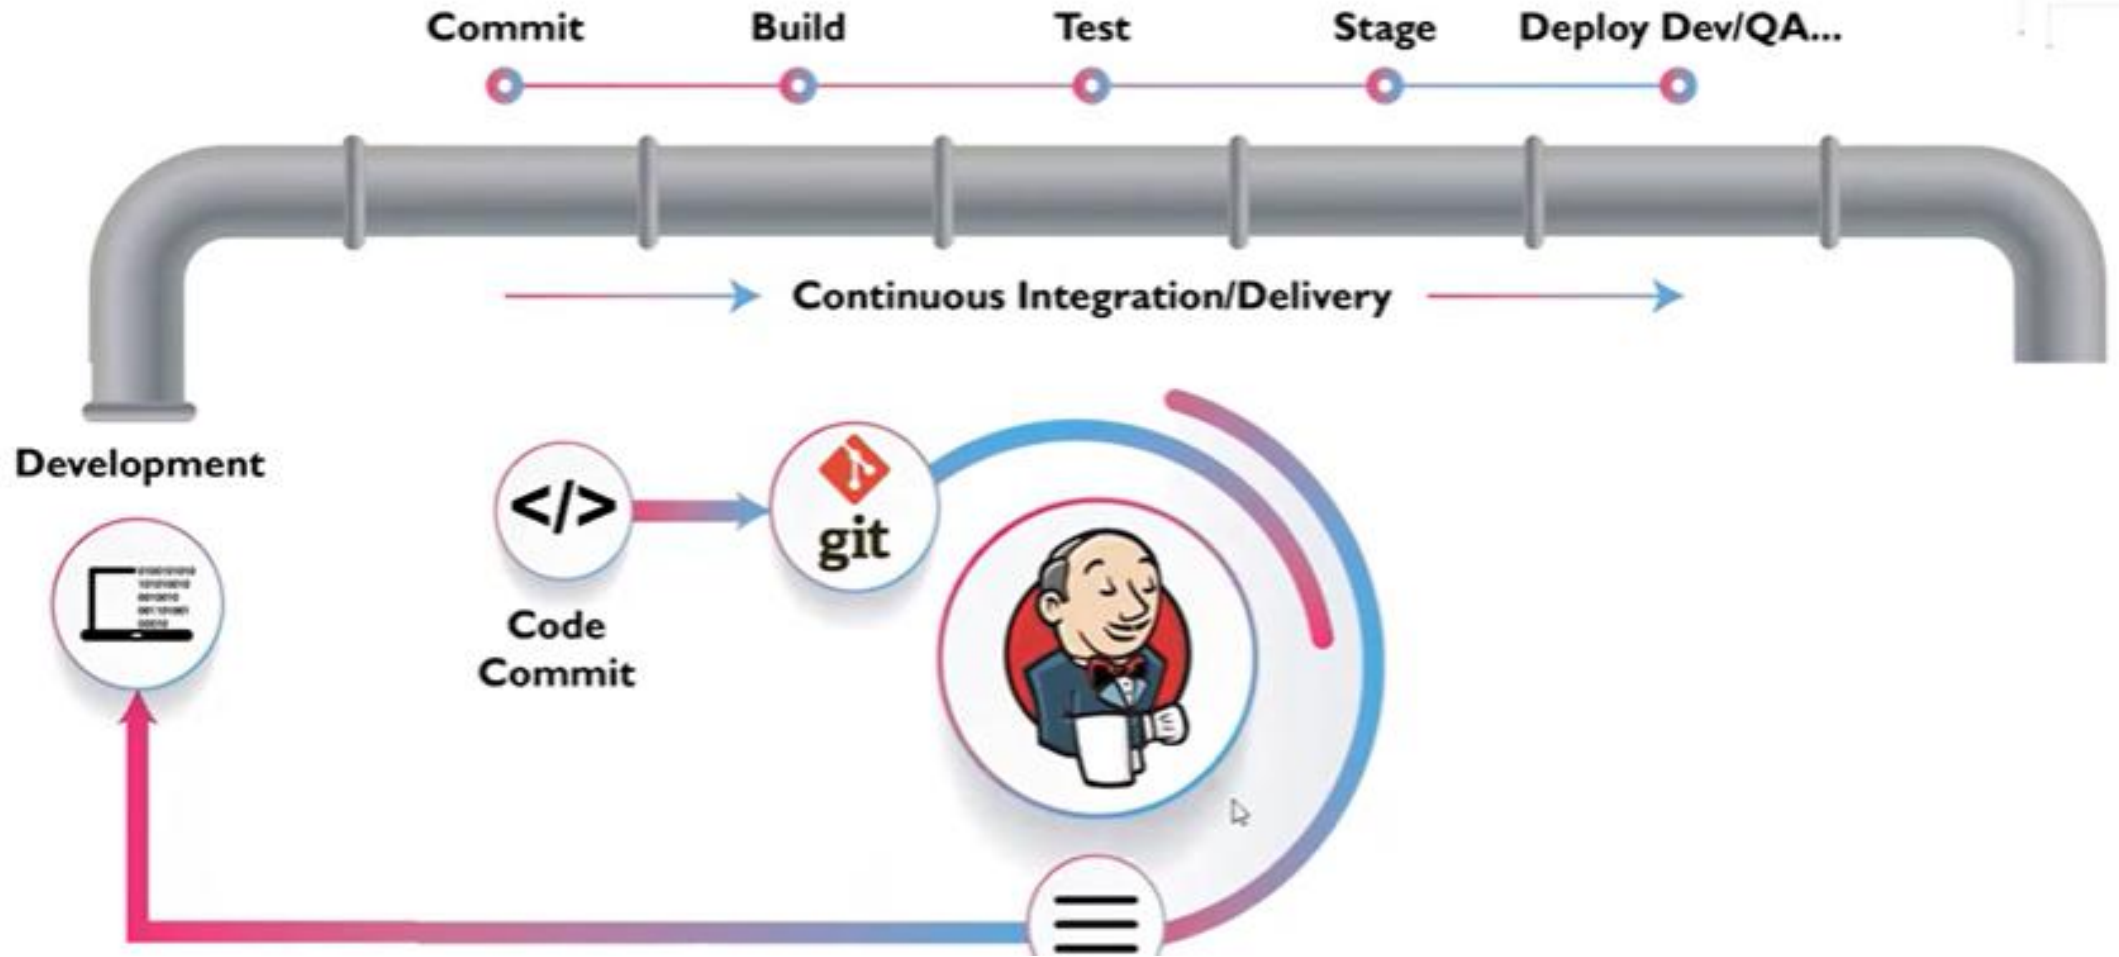 Commit Build Test Stage Deploy Dev/QA...
Continuous Integration/Delivery
Development
</>
git
Code
Commit